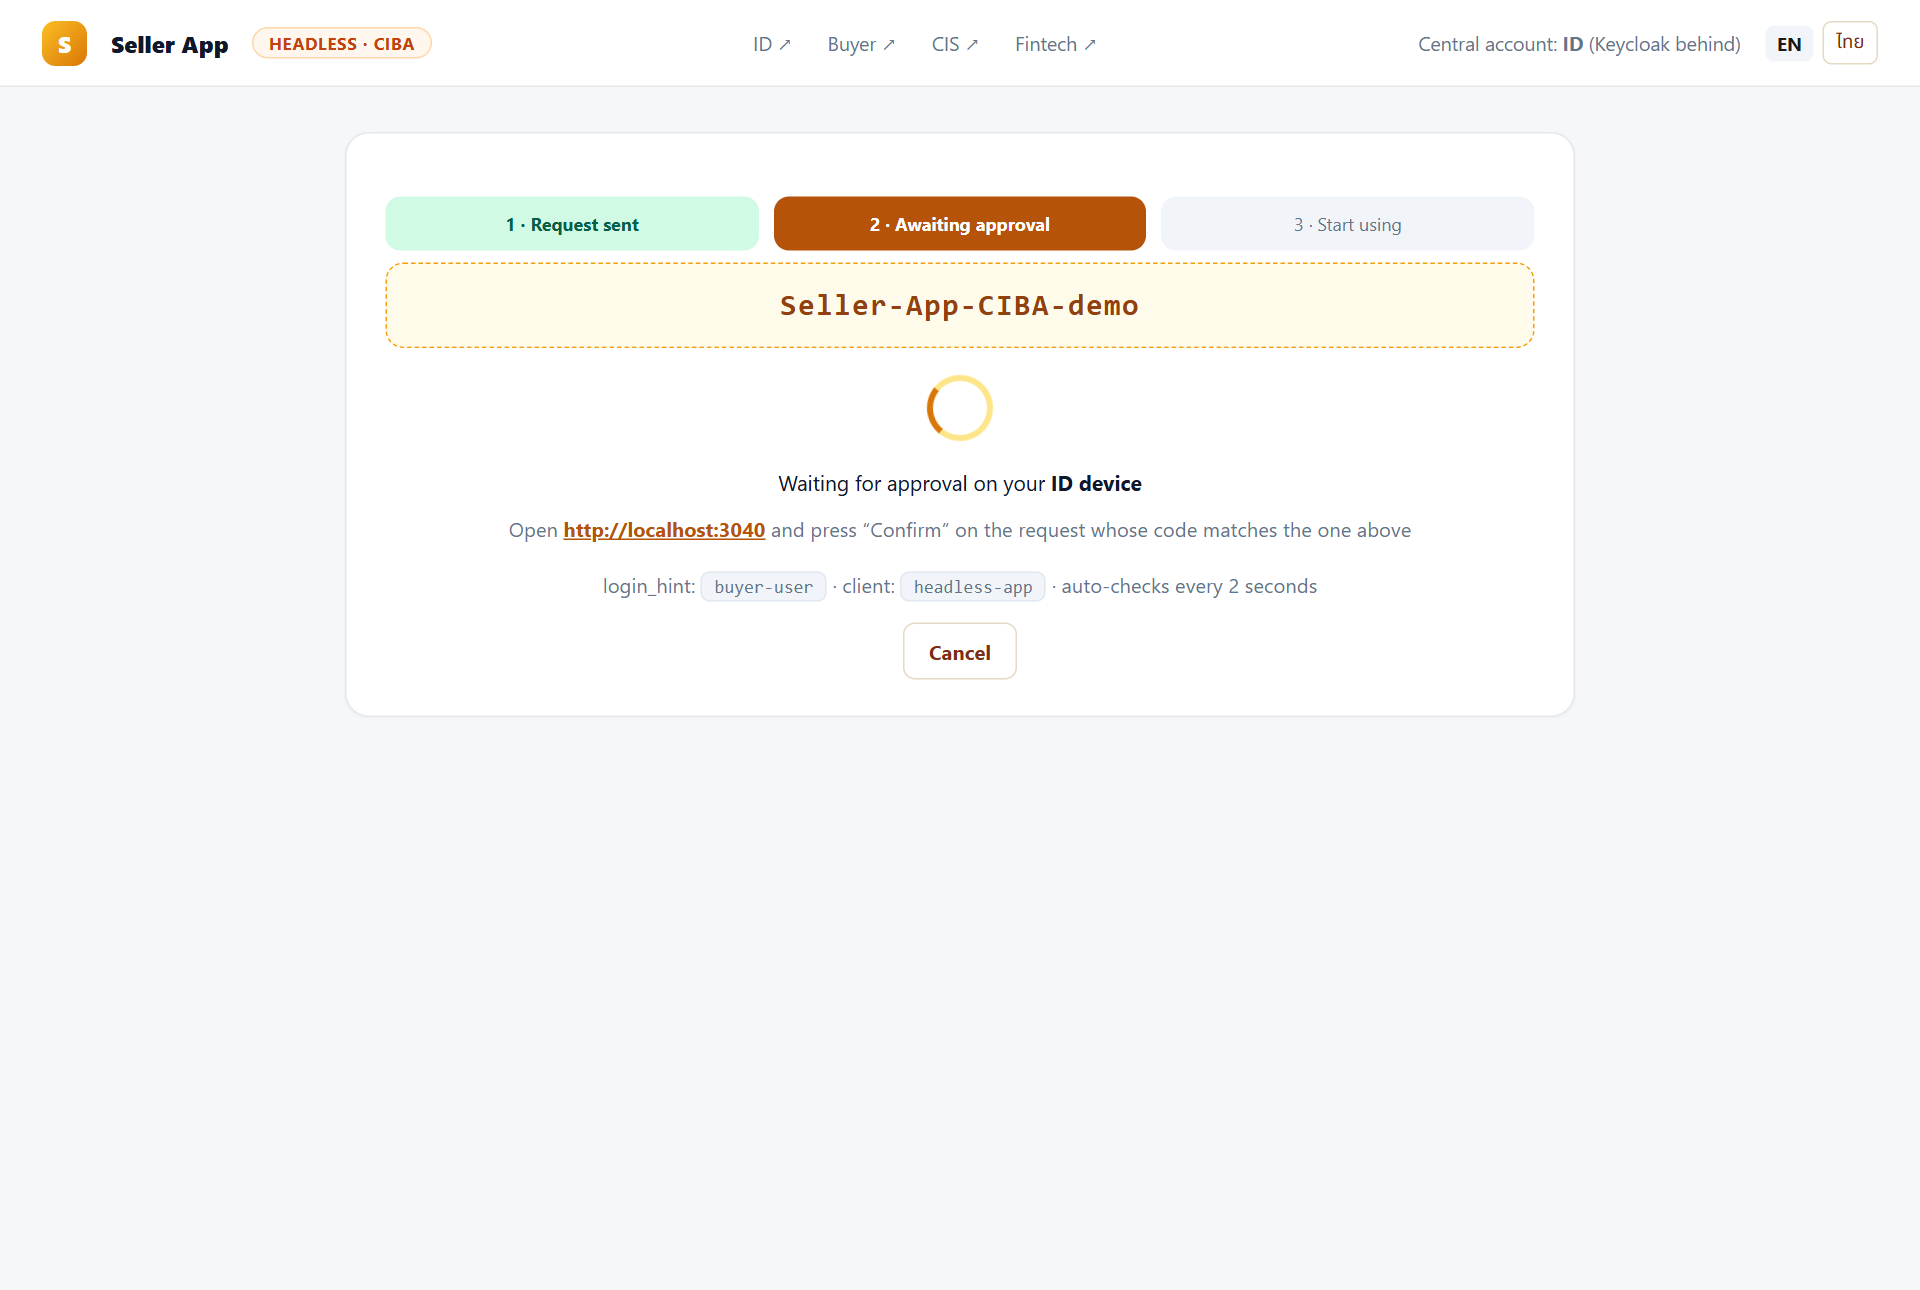 S Seller App HEADLESS · CIBA ID ↗ Buyer ↗ CIS ↗ Fintech ↗ Central account: ID (Keycloak behind) EN ไทย
1 · Request sent 2 · Awaiting approval 3 · Start using
Seller-App-CIBA-demo
Waiting for approval on your ID device
Open http://localhost:3040 and press “Confirm” on the request whose code matches the one above
login_hint: buyer-user · client: headless-app · auto-checks every 2 seconds
Cancel